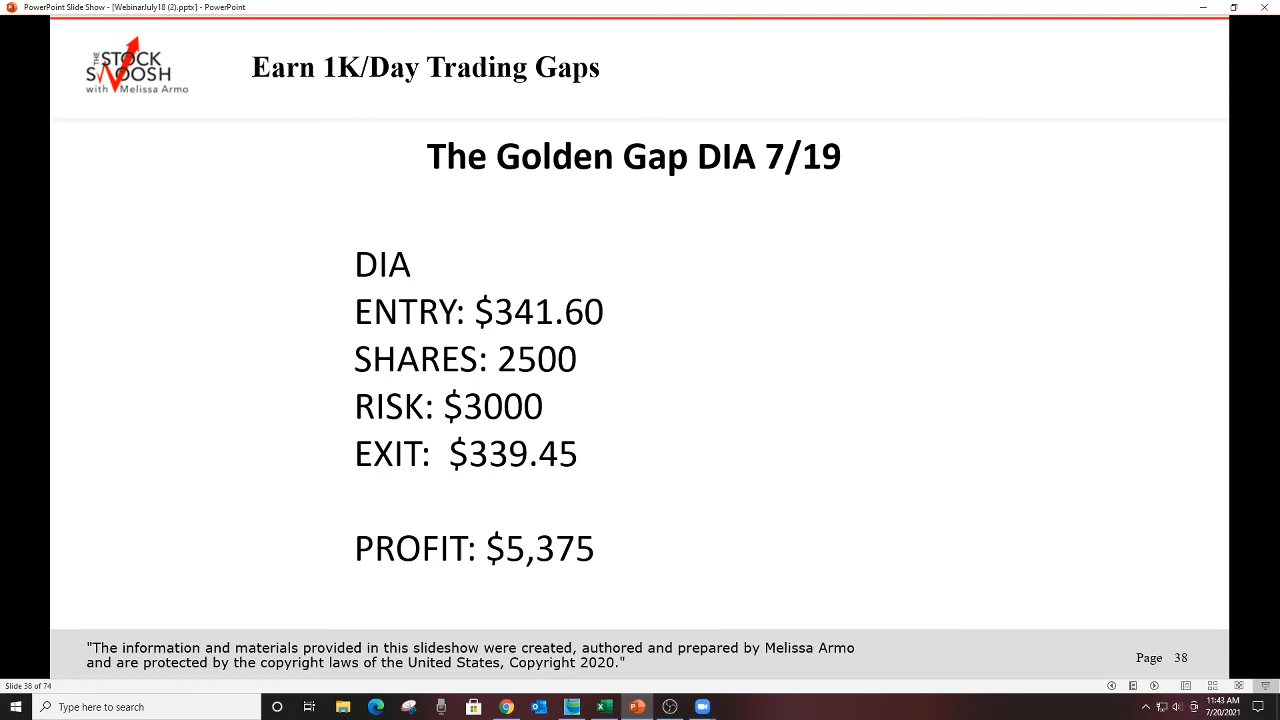 PowerPoint Slide Show - [WebinarJuly18 (2).pptx] - PowerPoint
THE
STOCK
SWOOSH
with Melissa Armo
Earn 1K/Day Trading Gaps
The Golden Gap DIA 7/19
DIA
ENTRY: $341.60
SHARES: 2500
RISK: $3000
EXIT:  $339.45
PROFIT: $5,375
"The information and materials provided in this slideshow were created, authored and prepared by Melissa Armo
and are protected by the copyright laws of the United States, Copyright 2020."
Page 38
Slide 38 of 74
Type here to search
11:43 AM
7/20/2021